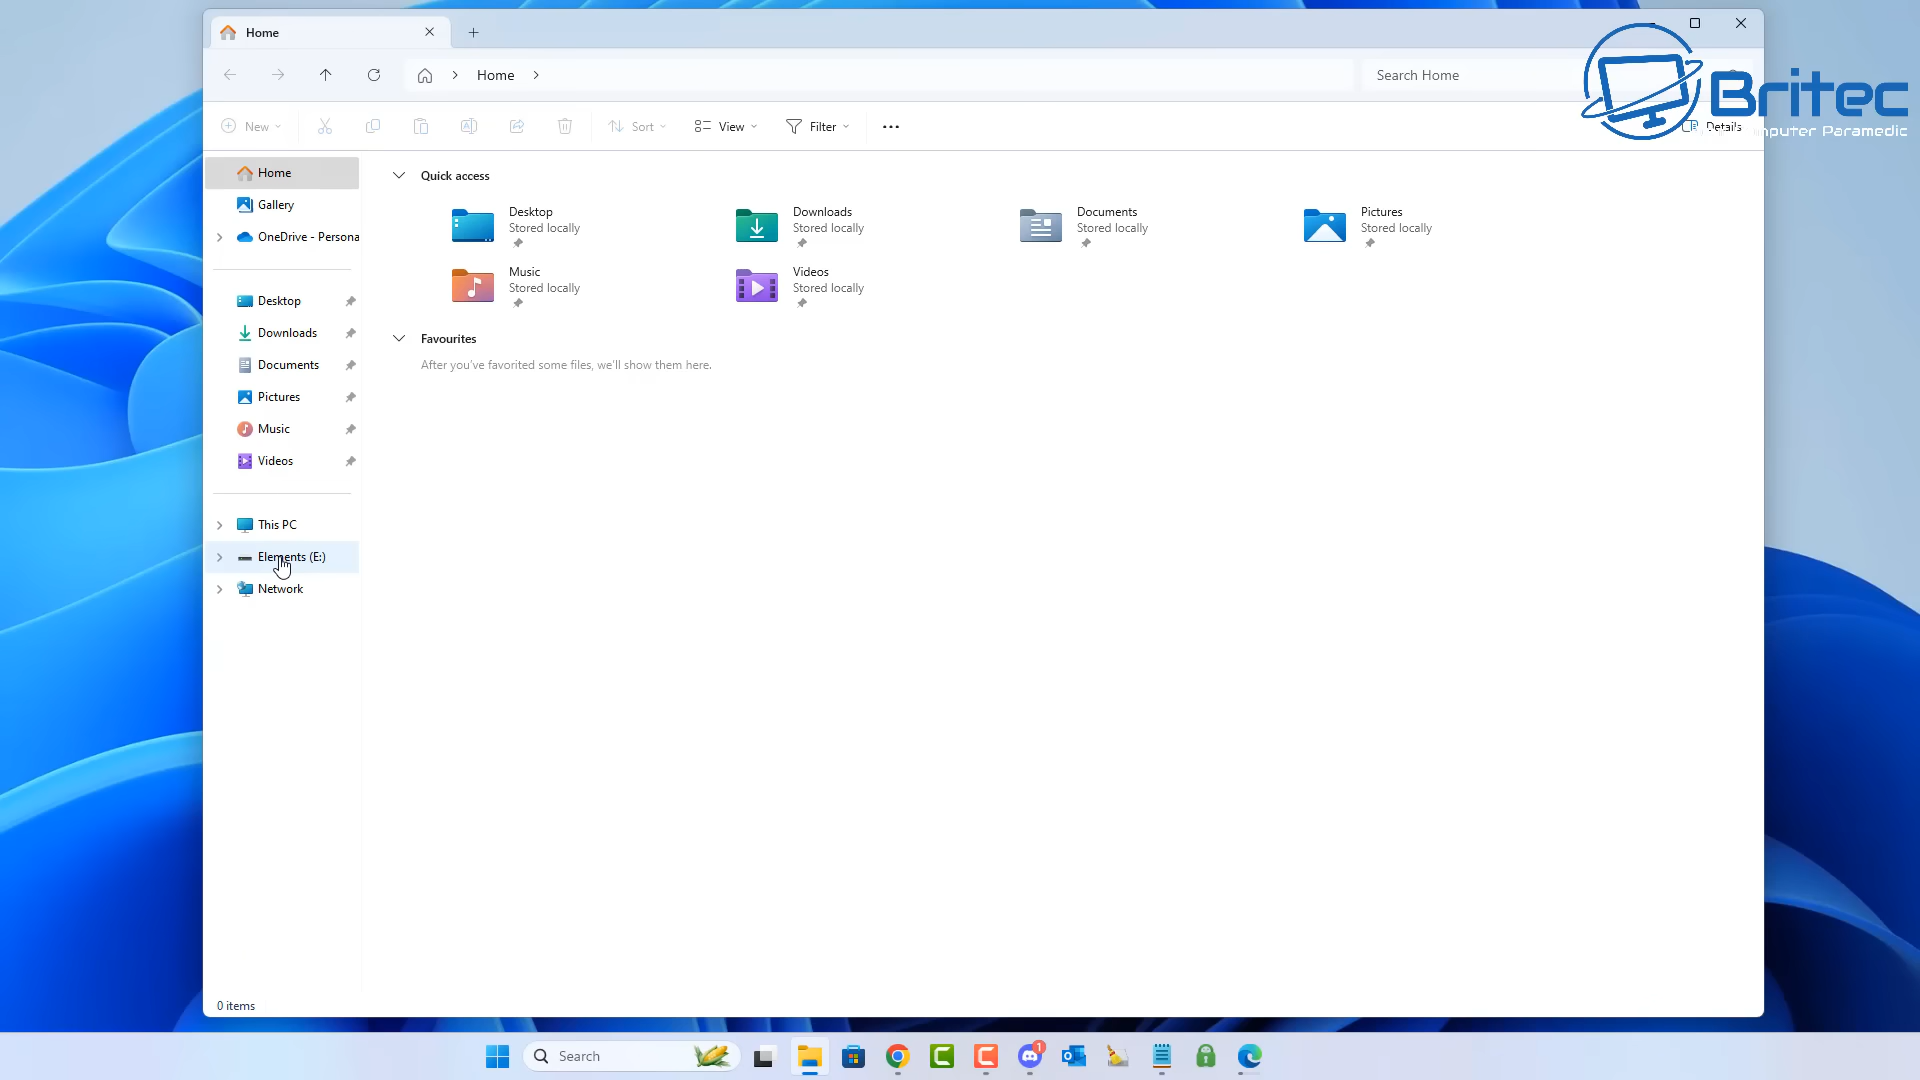 Home
Home
Search Home
Britec
mputer Paramedic
New
Sort
View
Filter
Details
Home
Gallery
OneDrive - Persona
Desktop
Downloads
Documents
Pictures
Music
Videos
This PC
Elements (E:)
Network
Quick access
Desktop
Stored locally
Downloads
Stored locally
Documents
Stored locally
Pictures
Stored locally
Music
Stored locally
Videos
Stored locally
Favourites
After you've favorited some files, we'll show them here.
0 items
Search
1